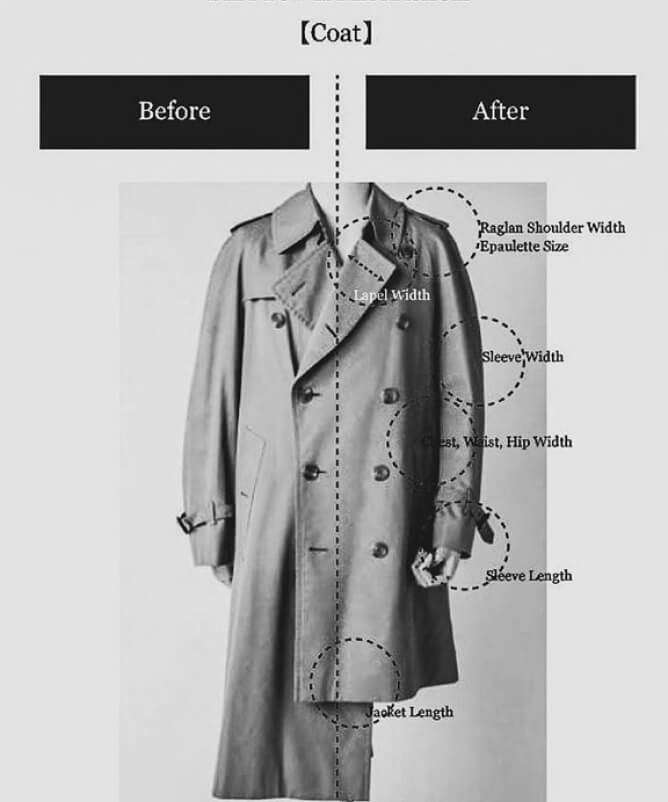 【Coat】
Before
After
Raglan Shoulder Width
Epaulette Size
Lapel Width
Sleeve Width
Chest, Waist, Hip Width
Sleeve Length
Jacket Length